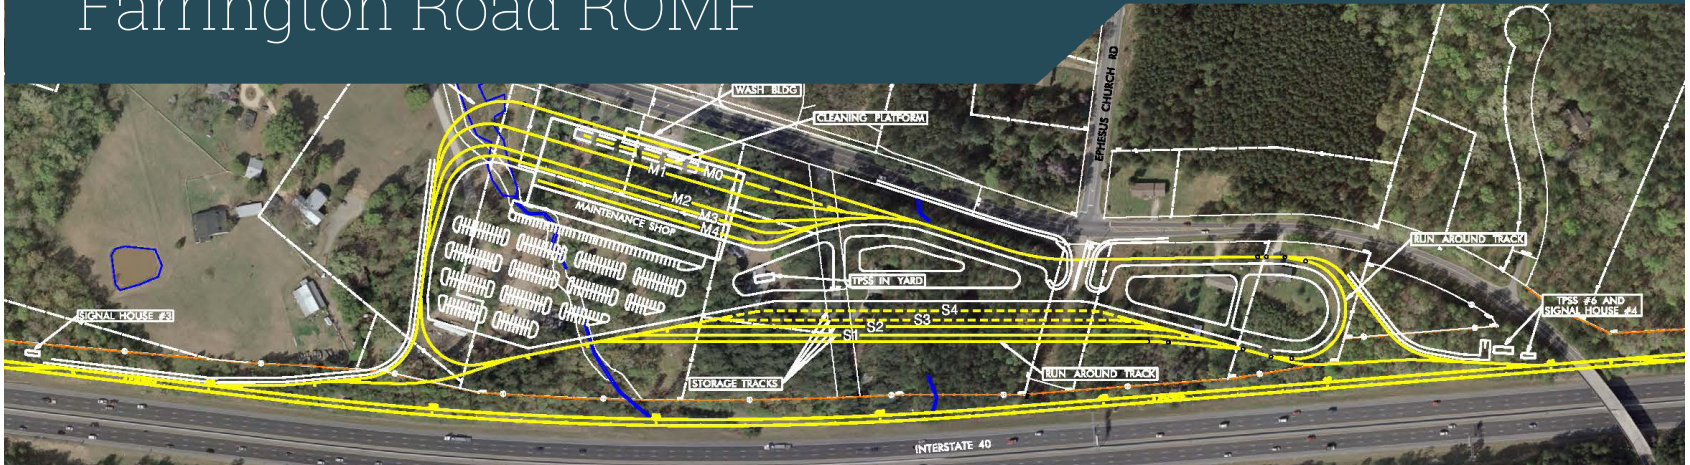 Farrington Road ROMF
WASH BLDG
CLEANING PLATFORM
EPHESUS CHURCH RD
M1
M0
M2
M3
M4
MAINTENANCE SHOP
RUN AROUND TRACK
TPSS IN YARD
TPSS #6 AND
SIGNAL HOUSE #4
SIGNAL HOUSE #3
S4
S3
S2
S1
RUN AROUND TRACK
STORAGE TRACKS
INTERSTATE 40